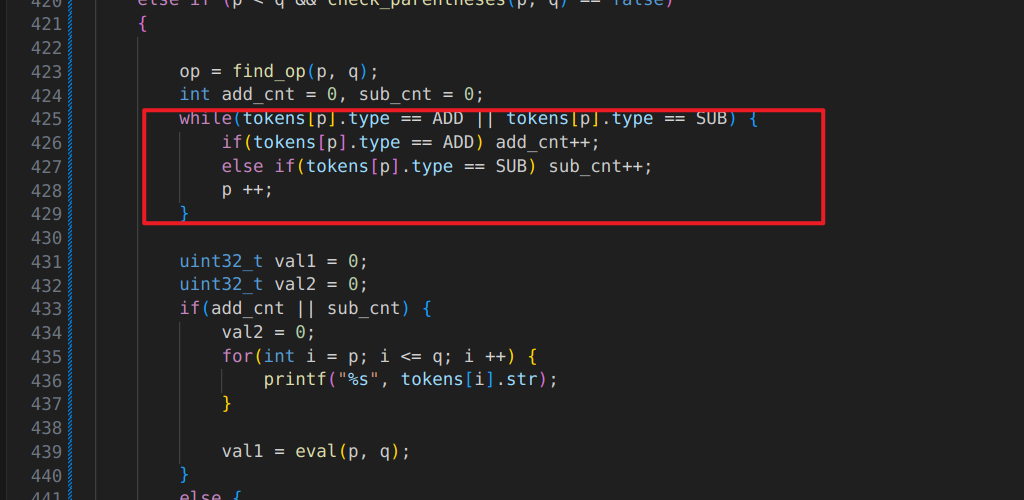 420 else if (p < q && check_parentheses(p, q) == false)
421 {
422
423 op = find_op(p, q);
424 int add_cnt = 0, sub_cnt = 0;
425 while(tokens[p].type == ADD || tokens[p].type == SUB) {
426 if(tokens[p].type == ADD) add_cnt++;
427 else if(tokens[p].type == SUB) sub_cnt++;
428 p ++;
429 }
430
431 uint32_t val1 = 0;
432 uint32_t val2 = 0;
433 if(add_cnt || sub_cnt) {
434 val2 = 0;
435 for(int i = p; i <= q; i ++) {
436 printf("%s", tokens[i].str);
437 }
438
439 val1 = eval(p, q);
440 }
441 else {